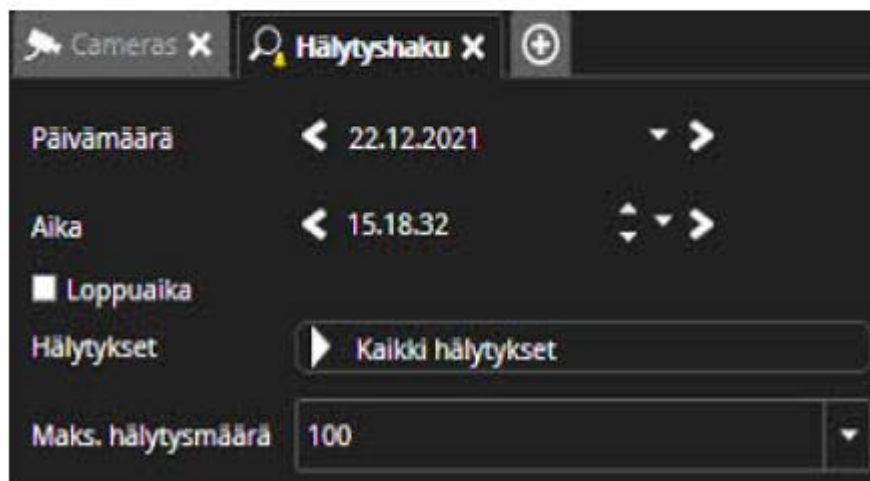 Cameras Hälytyshaku
Päivämäärä 22.12.2021
Aika 15.18.32
Loppuaika
Hälytykset Kaikki hälytykset
Maks. hälytysmäärä 100